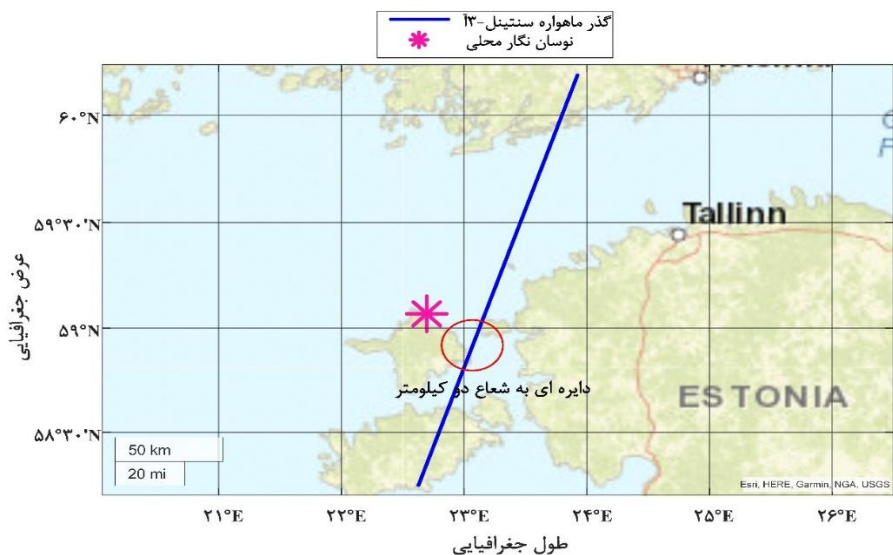 گذر ماهواره سنتینل-۳آ
نوسان نگار محلی
۶۰°N
۵۹°۳۰'N
۵۹°N
۵۸°۳۰'N
عرض جغرافیایی
Tallinn
ESTONIA
دایره ای به شعاع دو کیلومتر
50 km
20 mi
Esri, HERE, Garmin, NGA, USGS
۲۱°E ۲۲°E ۲۳°E ۲۴°E ۲۵°E ۲۶°E
طول جغرافیایی